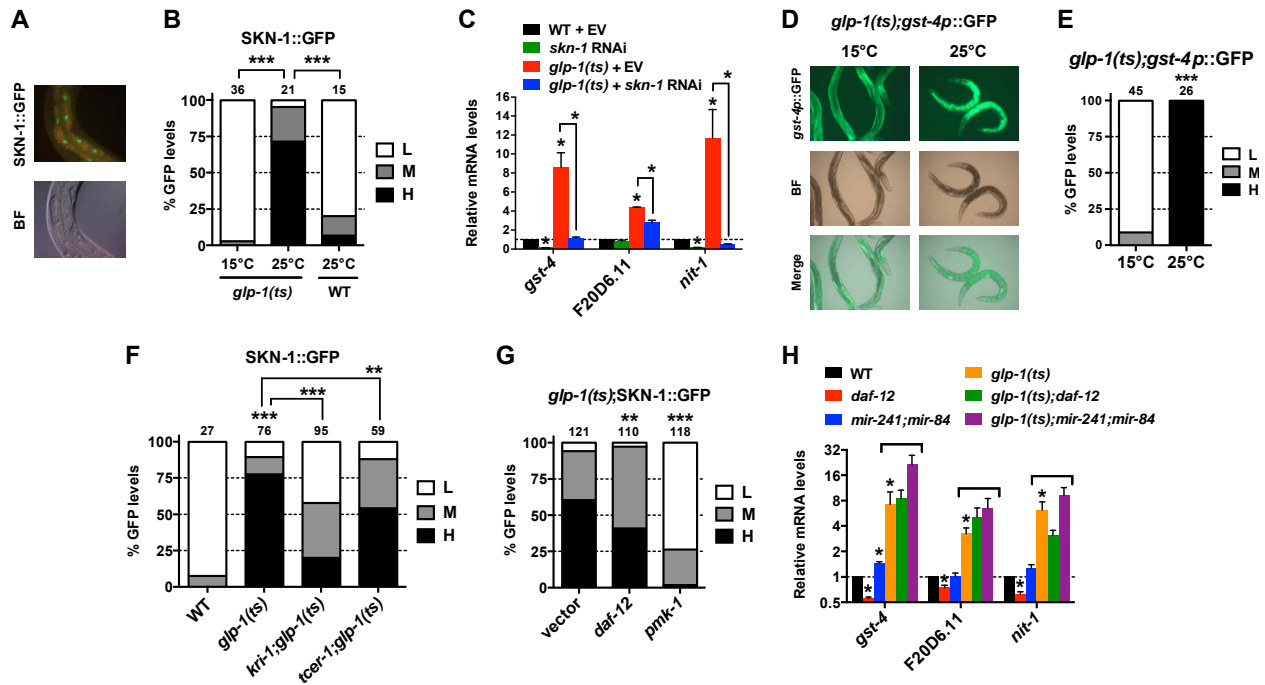 A
SKN-1::GFP
BF
B
SKN-1::GFP
*** ***
36 21 15
100
75
50
25
0
% GFP levels
L
M
H
15°C 25°C 25°C
glp-1(ts) WT
C
WT + EV
skn-1 RNAi
glp-1(ts) + EV
glp-1(ts) + skn-1 RNAi
Relative mRNA levels
16
14
12
10
8
6
4
2
0
* * * * * * * *
gst-4 F20D6.11 nit-1
D
glp-1(ts);gst-4p::GFP
15°C 25°C
gst-4p::GFP
BF
Merge
E
glp-1(ts);gst-4p::GFP
***
45 26
100
75
50
25
0
% GFP levels
L
M
H
15°C 25°C
F
SKN-1::GFP
**
***
***
27 76 95 59
100
75
50
25
0
% GFP levels
L
M
H
WT glp-1(ts) kri-1;glp-1(ts) tcer-1;glp-1(ts)
G
glp-1(ts);SKN-1::GFP
** ***
121 110 118
100
75
50
25
0
% GFP levels
L
M
H
vector daf-12 pmk-1
H
WT
daf-12
mir-241;mir-84
glp-1(ts)
glp-1(ts);daf-12
glp-1(ts);mir-241;mir-84
Relative mRNA levels
32
16
8
4
2
1
0.5
* * * * * * *
gst-4 F20D6.11 nit-1